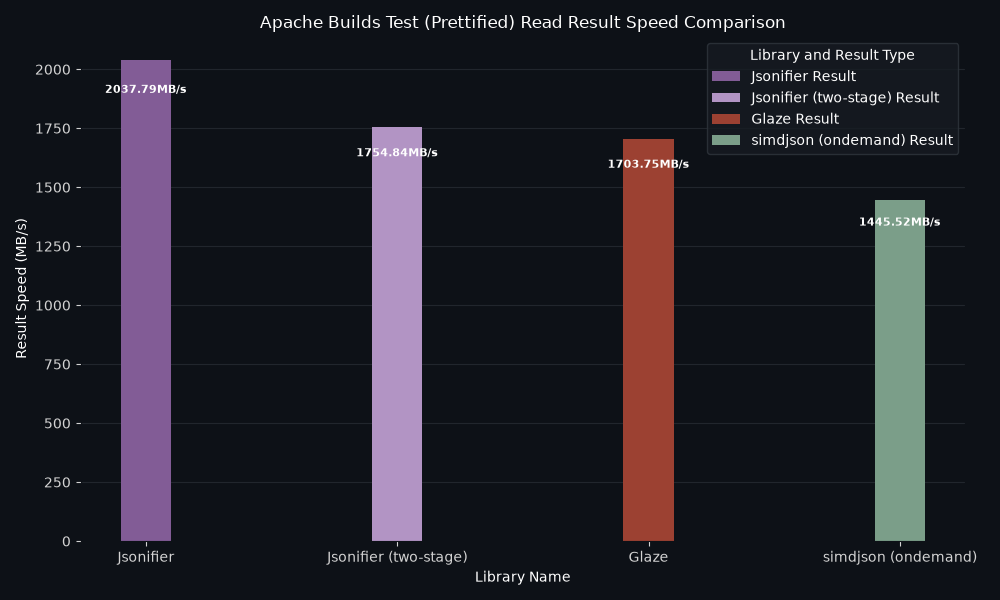 Apache Builds Test (Prettified) Read Result Speed Comparison
Library and Result Type
Jsonifier Result
Jsonifier (two-stage) Result
Glaze Result
simdjson (ondemand) Result
Result Speed (MB/s)
2000
1750
1500
1250
1000
750
500
250
0
2037.79MB/s
1754.84MB/s
1703.75MB/s
1445.52MB/s
Jsonifier
Jsonifier (two-stage)
Glaze
simdjson (ondemand)
Library Name